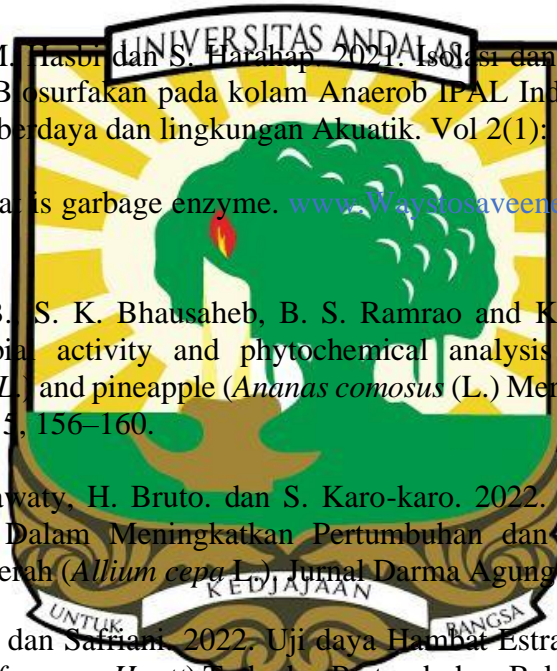 UNIVERSITAS ANDALAS
M. Hasbi dan S. Harahap. 2021. Isolasi dan
Biosurfakan pada kolam Anaerob IPAL Ind
berdaya dan lingkungan Akuatik. Vol 2(1):
at is garbage enzyme. www.Waystosaveene
B., S. K. Bhausaheb, B. S. Ramrao and K
bial activity and phytochemical analysis
L.) and pineapple (Ananas comosus (L.) Mer
5, 156–160.
awaty, H. Bruto. dan S. Karo-karo. 2022.
Dalam Meningkatkan Pertumbuhan dan
erah (Allium cepa L.). Jurnal Darma Agung
UNTUK KEDJAJAAN BANGSA
dan Safriani. 2022. Uji daya Hambat Estra